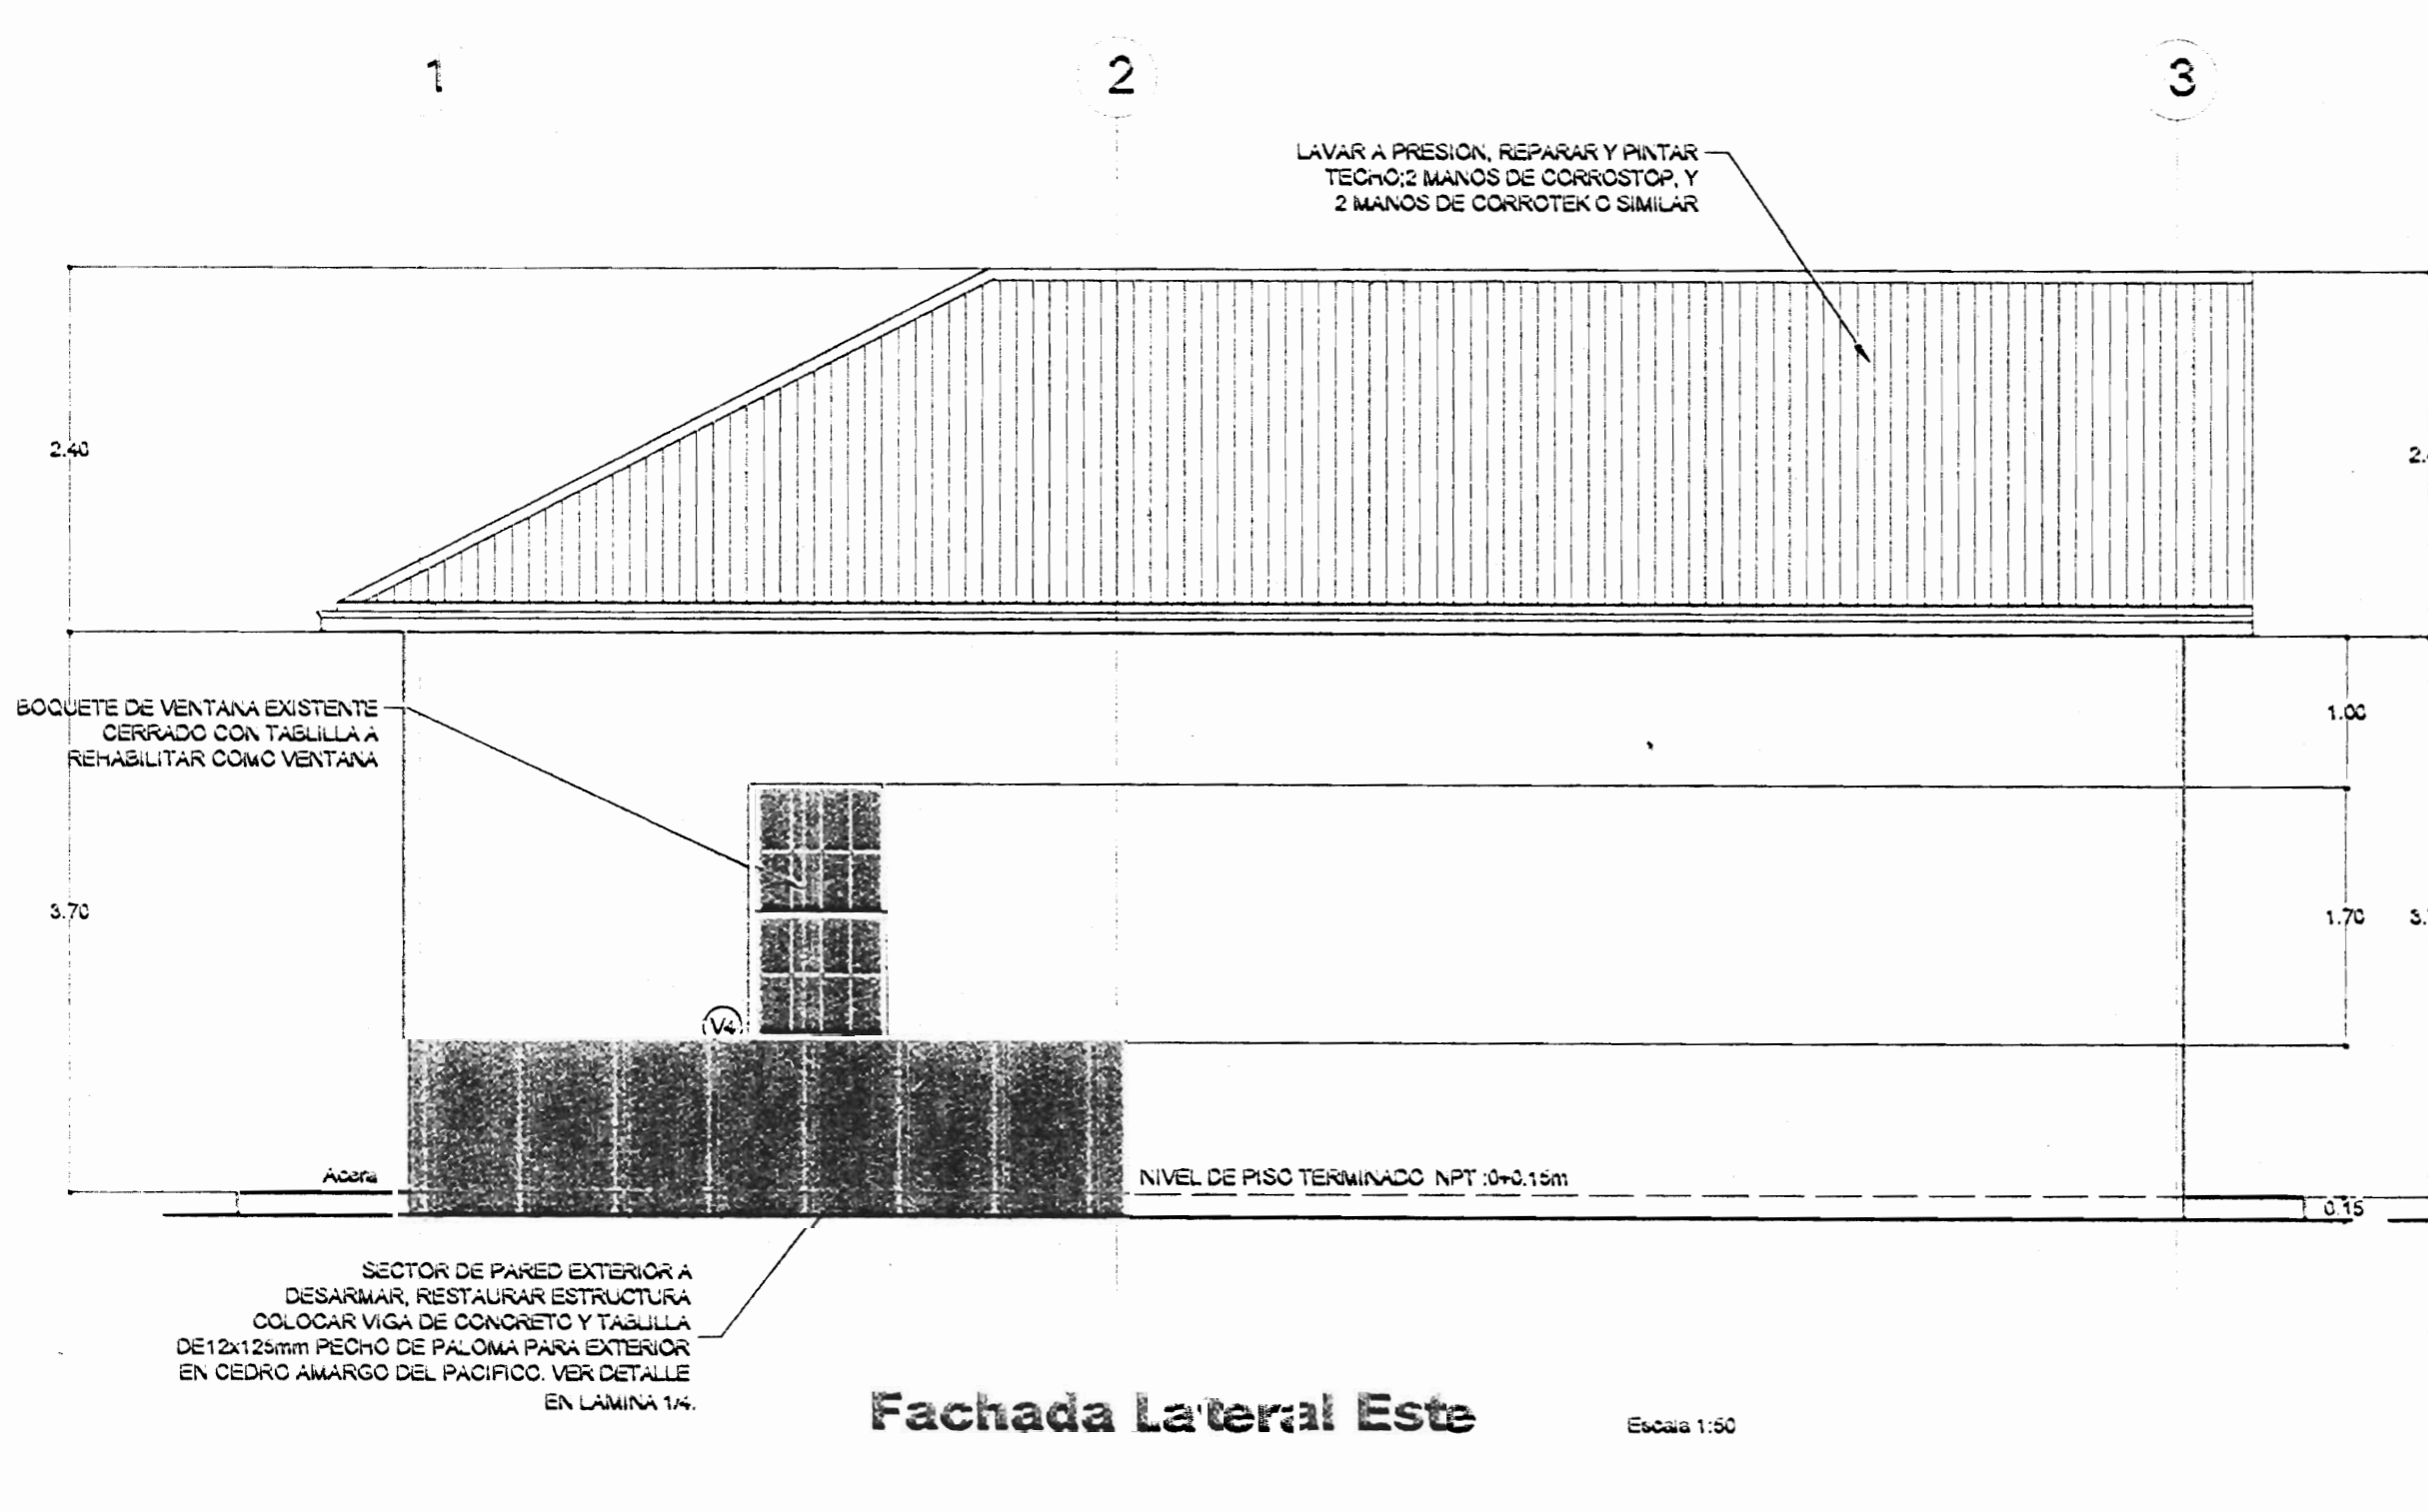 1
2
3
LAVAR A PRESION, REPARAR Y PINTAR
TECHO;2 MANOS DE CORROSTOP, Y
2 MANOS DE CORROTEK O SIMILAR
2.40
2.
BOQUETE DE VENTANA EXISTENTE
CERRADO CON TABLILLA A
REHABILITAR COMO VENTANA
1.00
3.70
1.70
3.
V4
Acera
NIVEL DE PISO TERMINADO NPT :0+0.15m
0.15
SECTOR DE PARED EXTERIOR A
DESARMAR, RESTAURAR ESTRUCTURA
COLOCAR VIGA DE CONCRETO Y TABLILLA
DE12x125mm PECHO DE PALOMA PARA EXTERIOR
EN CEDRO AMARGO DEL PACIFICO. VER DETALLE
EN LAMINA 1/4.
Fachada Lateral Este
Escala 1:50